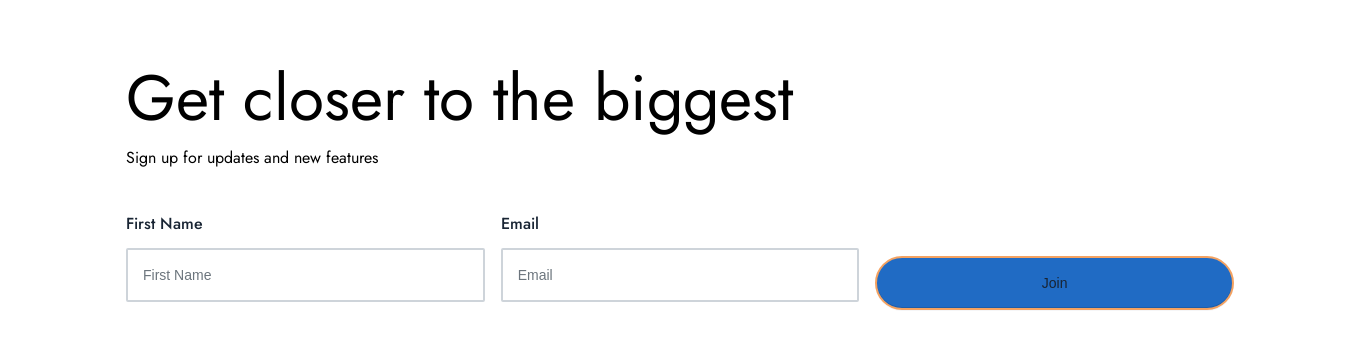 Get closer to the biggest
Sign up for updates and new features
First Name
Email
First Name
Email
Join